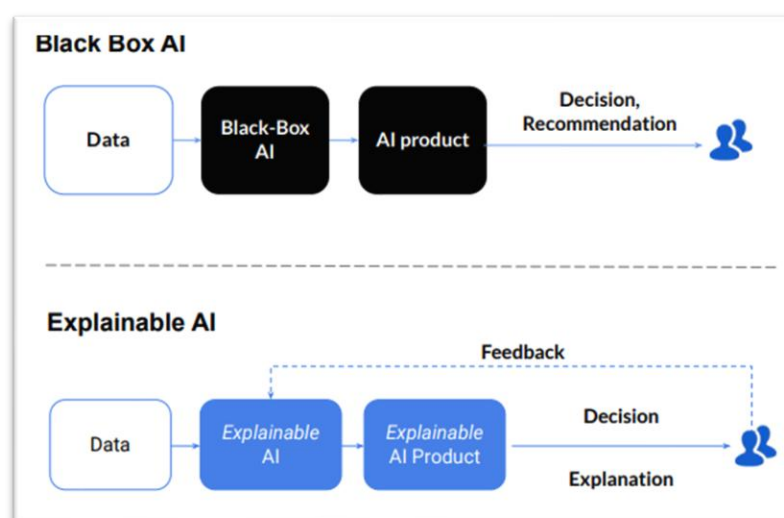 Black Box AI
Data
Black-Box
AI
AI product
Decision,
Recommendation
Explainable AI
Feedback
Data
Explainable
AI
Explainable
AI Product
Decision
Explanation